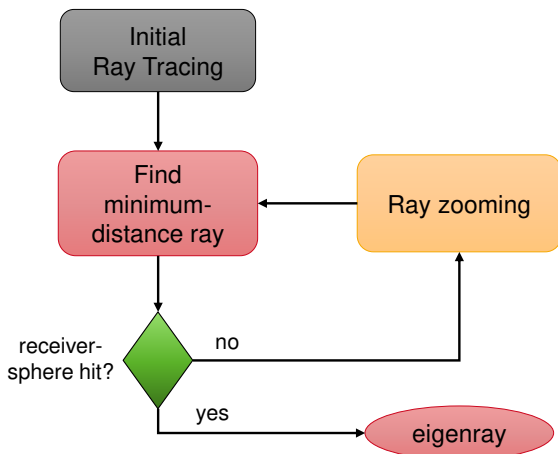 Initial
Ray Tracing
Find
minimum-
distance ray
Ray zooming
receiver-
sphere hit?
no
yes
eigenray